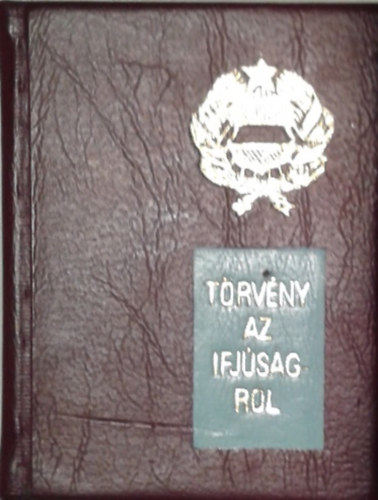 TÖRVÉNY
AZ
IFJÚSÁG
RÓL